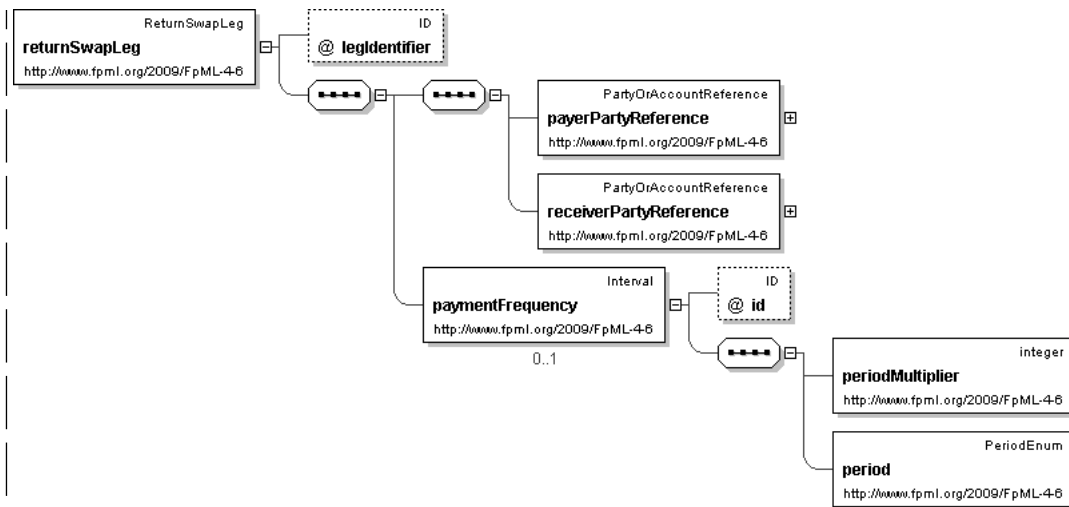 ReturnSwapLeg
returnSwapLeg
http://www.fpml.org/2009/FpML-4-6
ID
@ legIdentifier
PartyOrAccountReference
payerPartyReference
http://www.fpml.org/2009/FpML-4-6
PartyOrAccountReference
receiverPartyReference
http://www.fpml.org/2009/FpML-4-6
Interval
paymentFrequency
http://www.fpml.org/2009/FpML-4-6
0..1
ID
@ id
integer
periodMultiplier
http://www.fpml.org/2009/FpML-4-6
PeriodEnum
period
http://www.fpml.org/2009/FpML-4-6